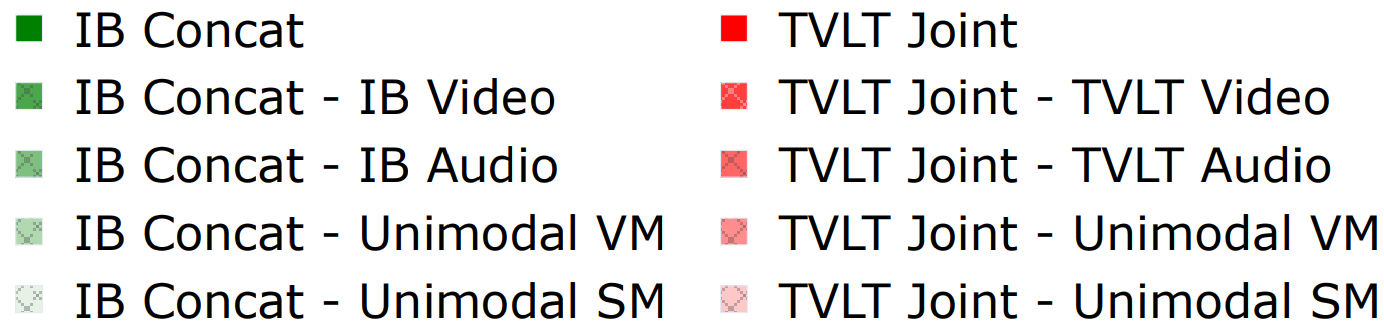 IB Concat
IB Concat - IB Video
IB Concat - IB Audio
IB Concat - Unimodal VM
IB Concat - Unimodal SM
TVLT Joint
TVLT Joint - TVLT Video
TVLT Joint - TVLT Audio
TVLT Joint - Unimodal VM
TVLT Joint - Unimodal SM